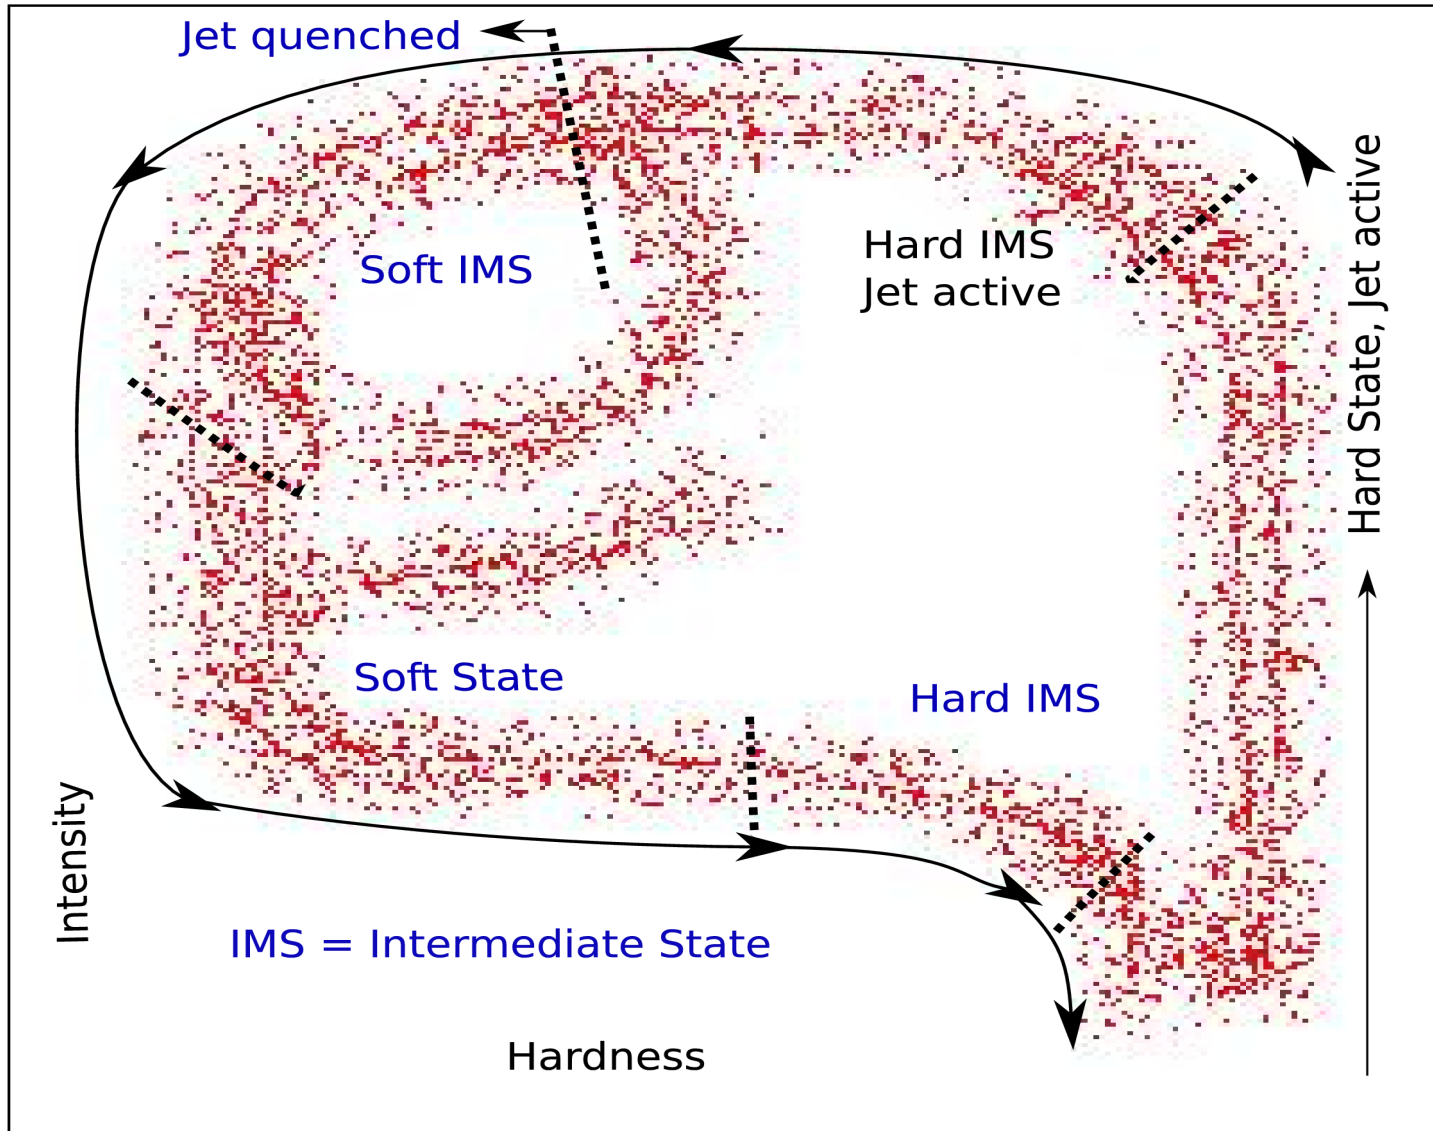 Jet quenched
Soft IMS
Hard IMS
Jet active
Hard State, Jet active
Soft State
Hard IMS
Intensity
IMS = Intermediate State
Hardness